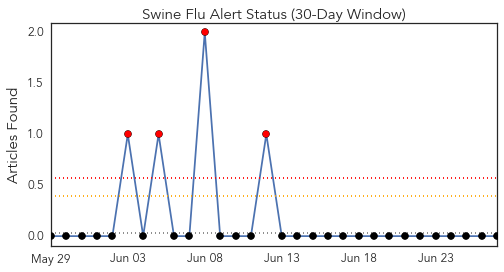 Swine Flu Alert Status (30-Day Window)
Articles Found
2.0
1.5
1.0
0.5
0.0
May 29
Jun 03
Jun 08
Jun 13
Jun 18
Jun 23